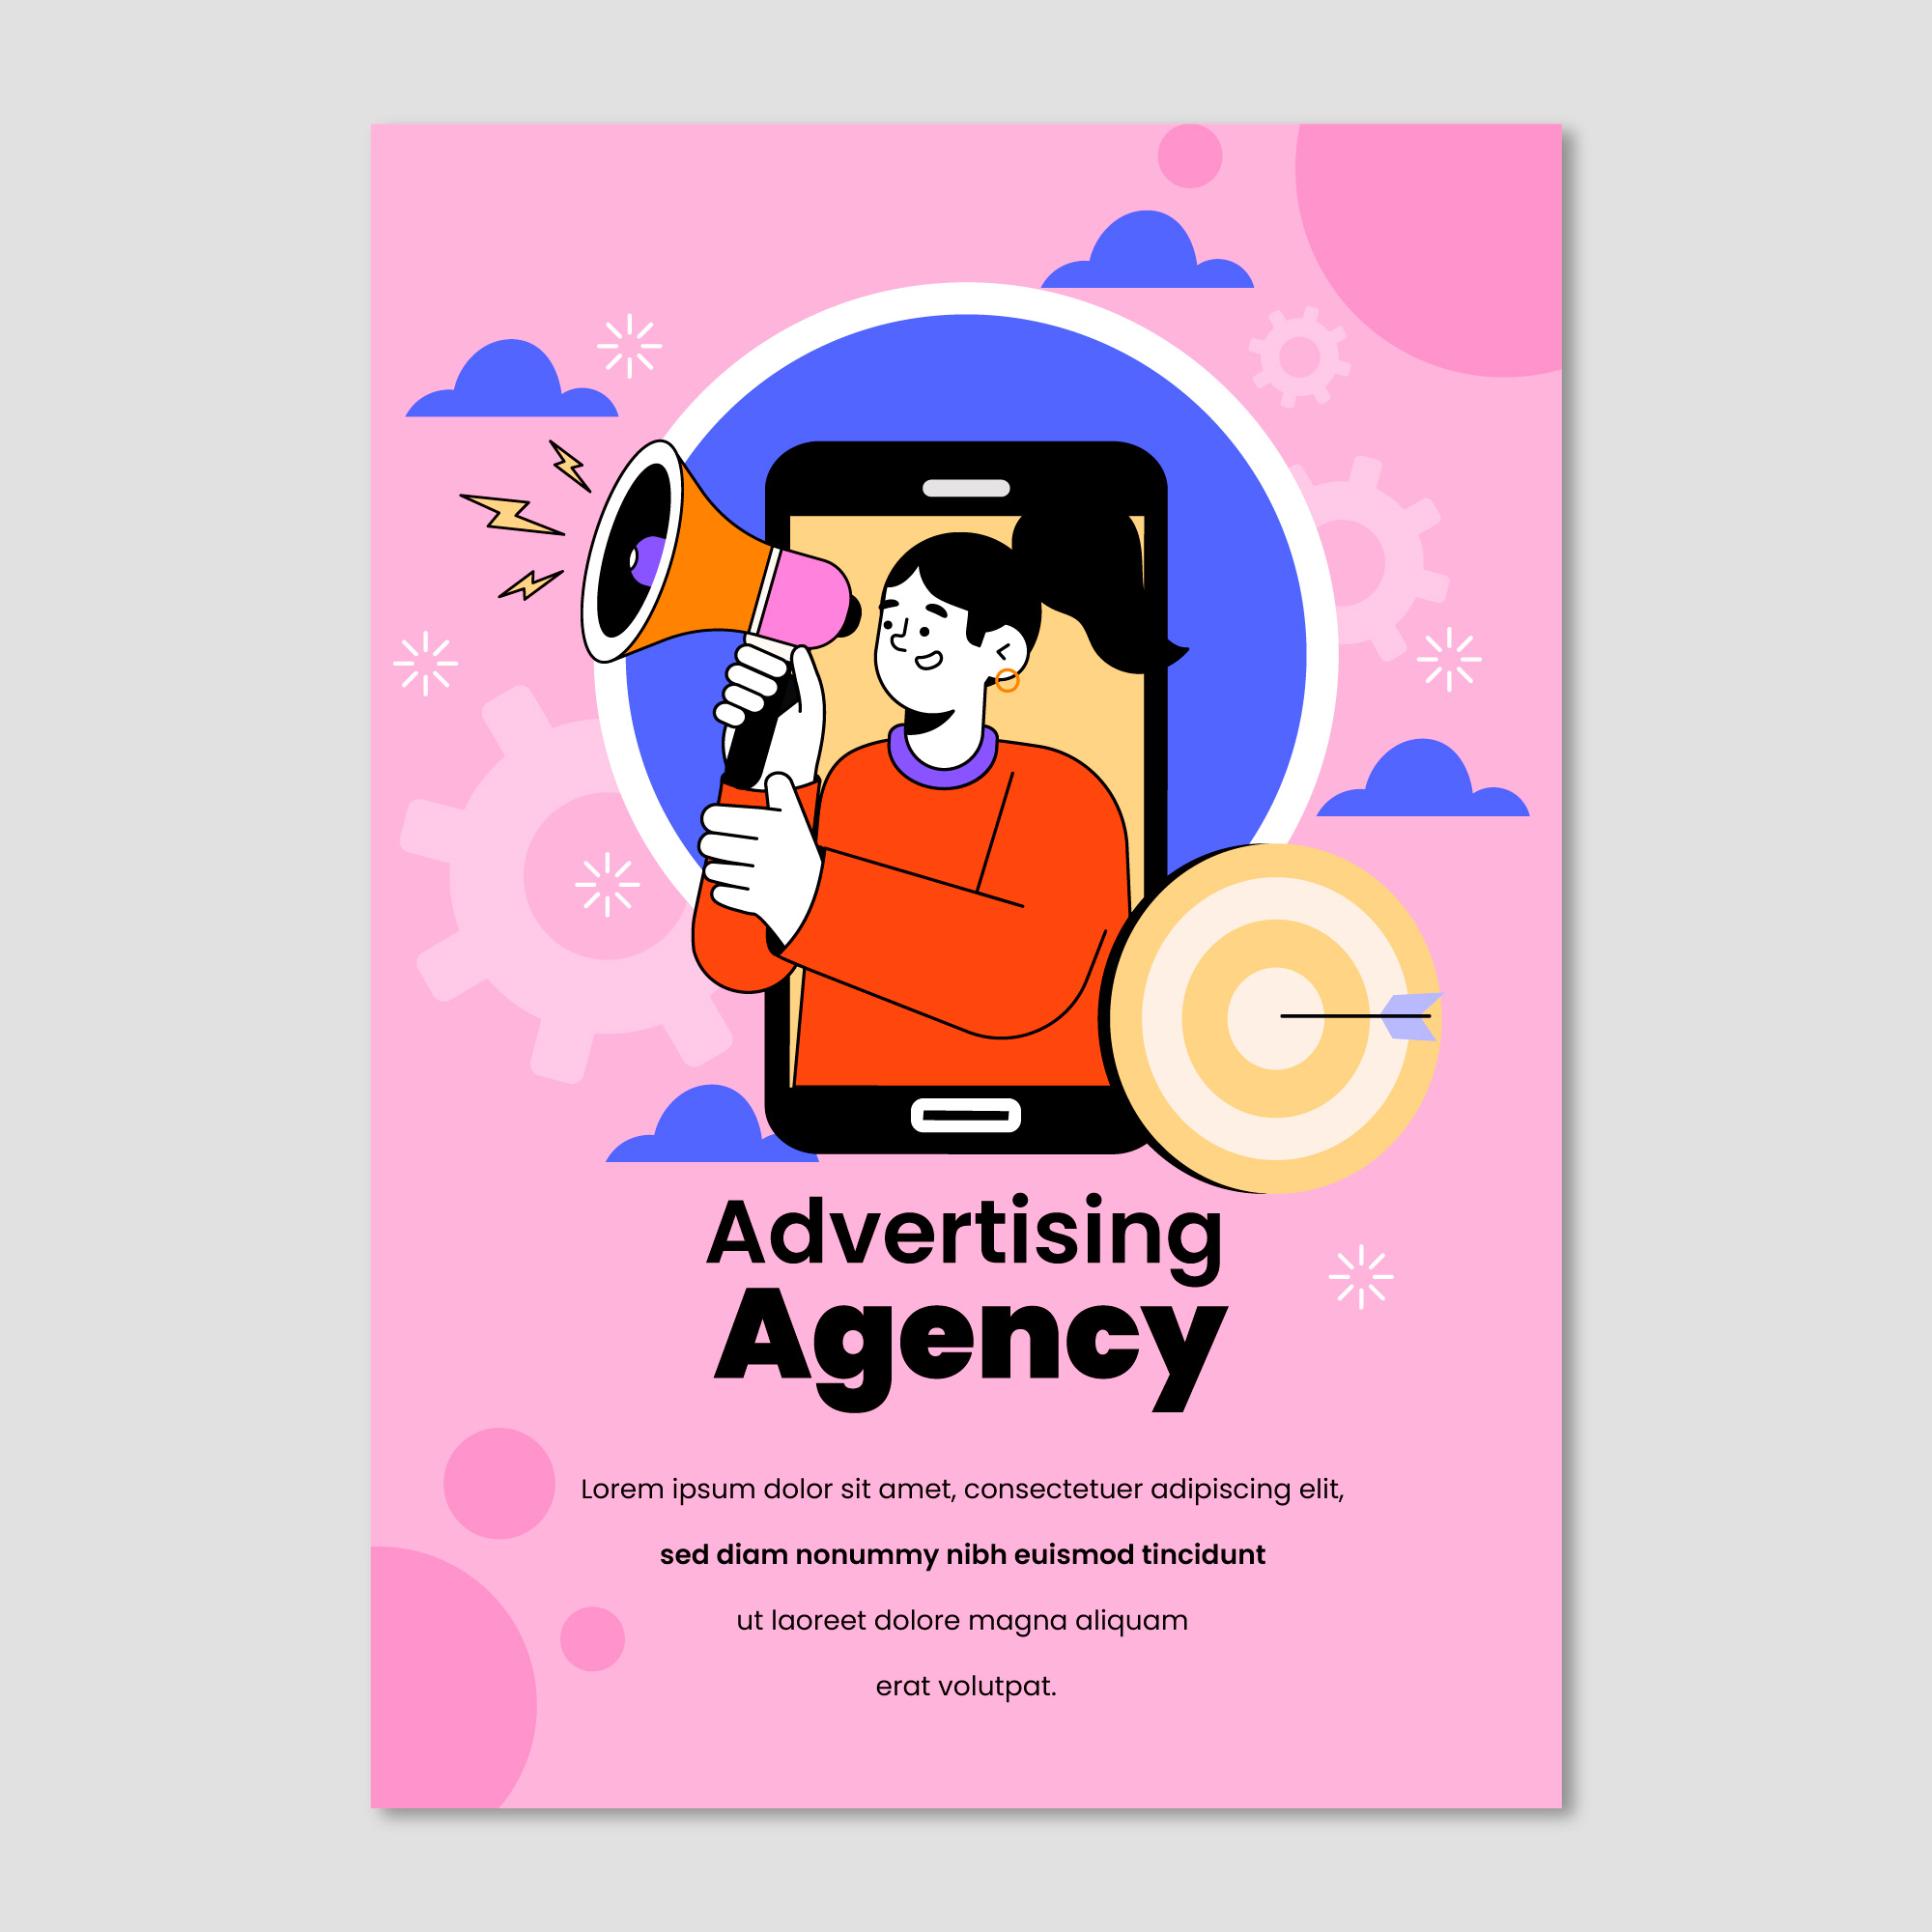 Advertising
Agency
Lorem ipsum dolor sit amet, consectetuer adipiscing elit,
sed diam nonummy nibh euismod tincidunt
ut laoreet dolore magna aliquam
erat volutpat.